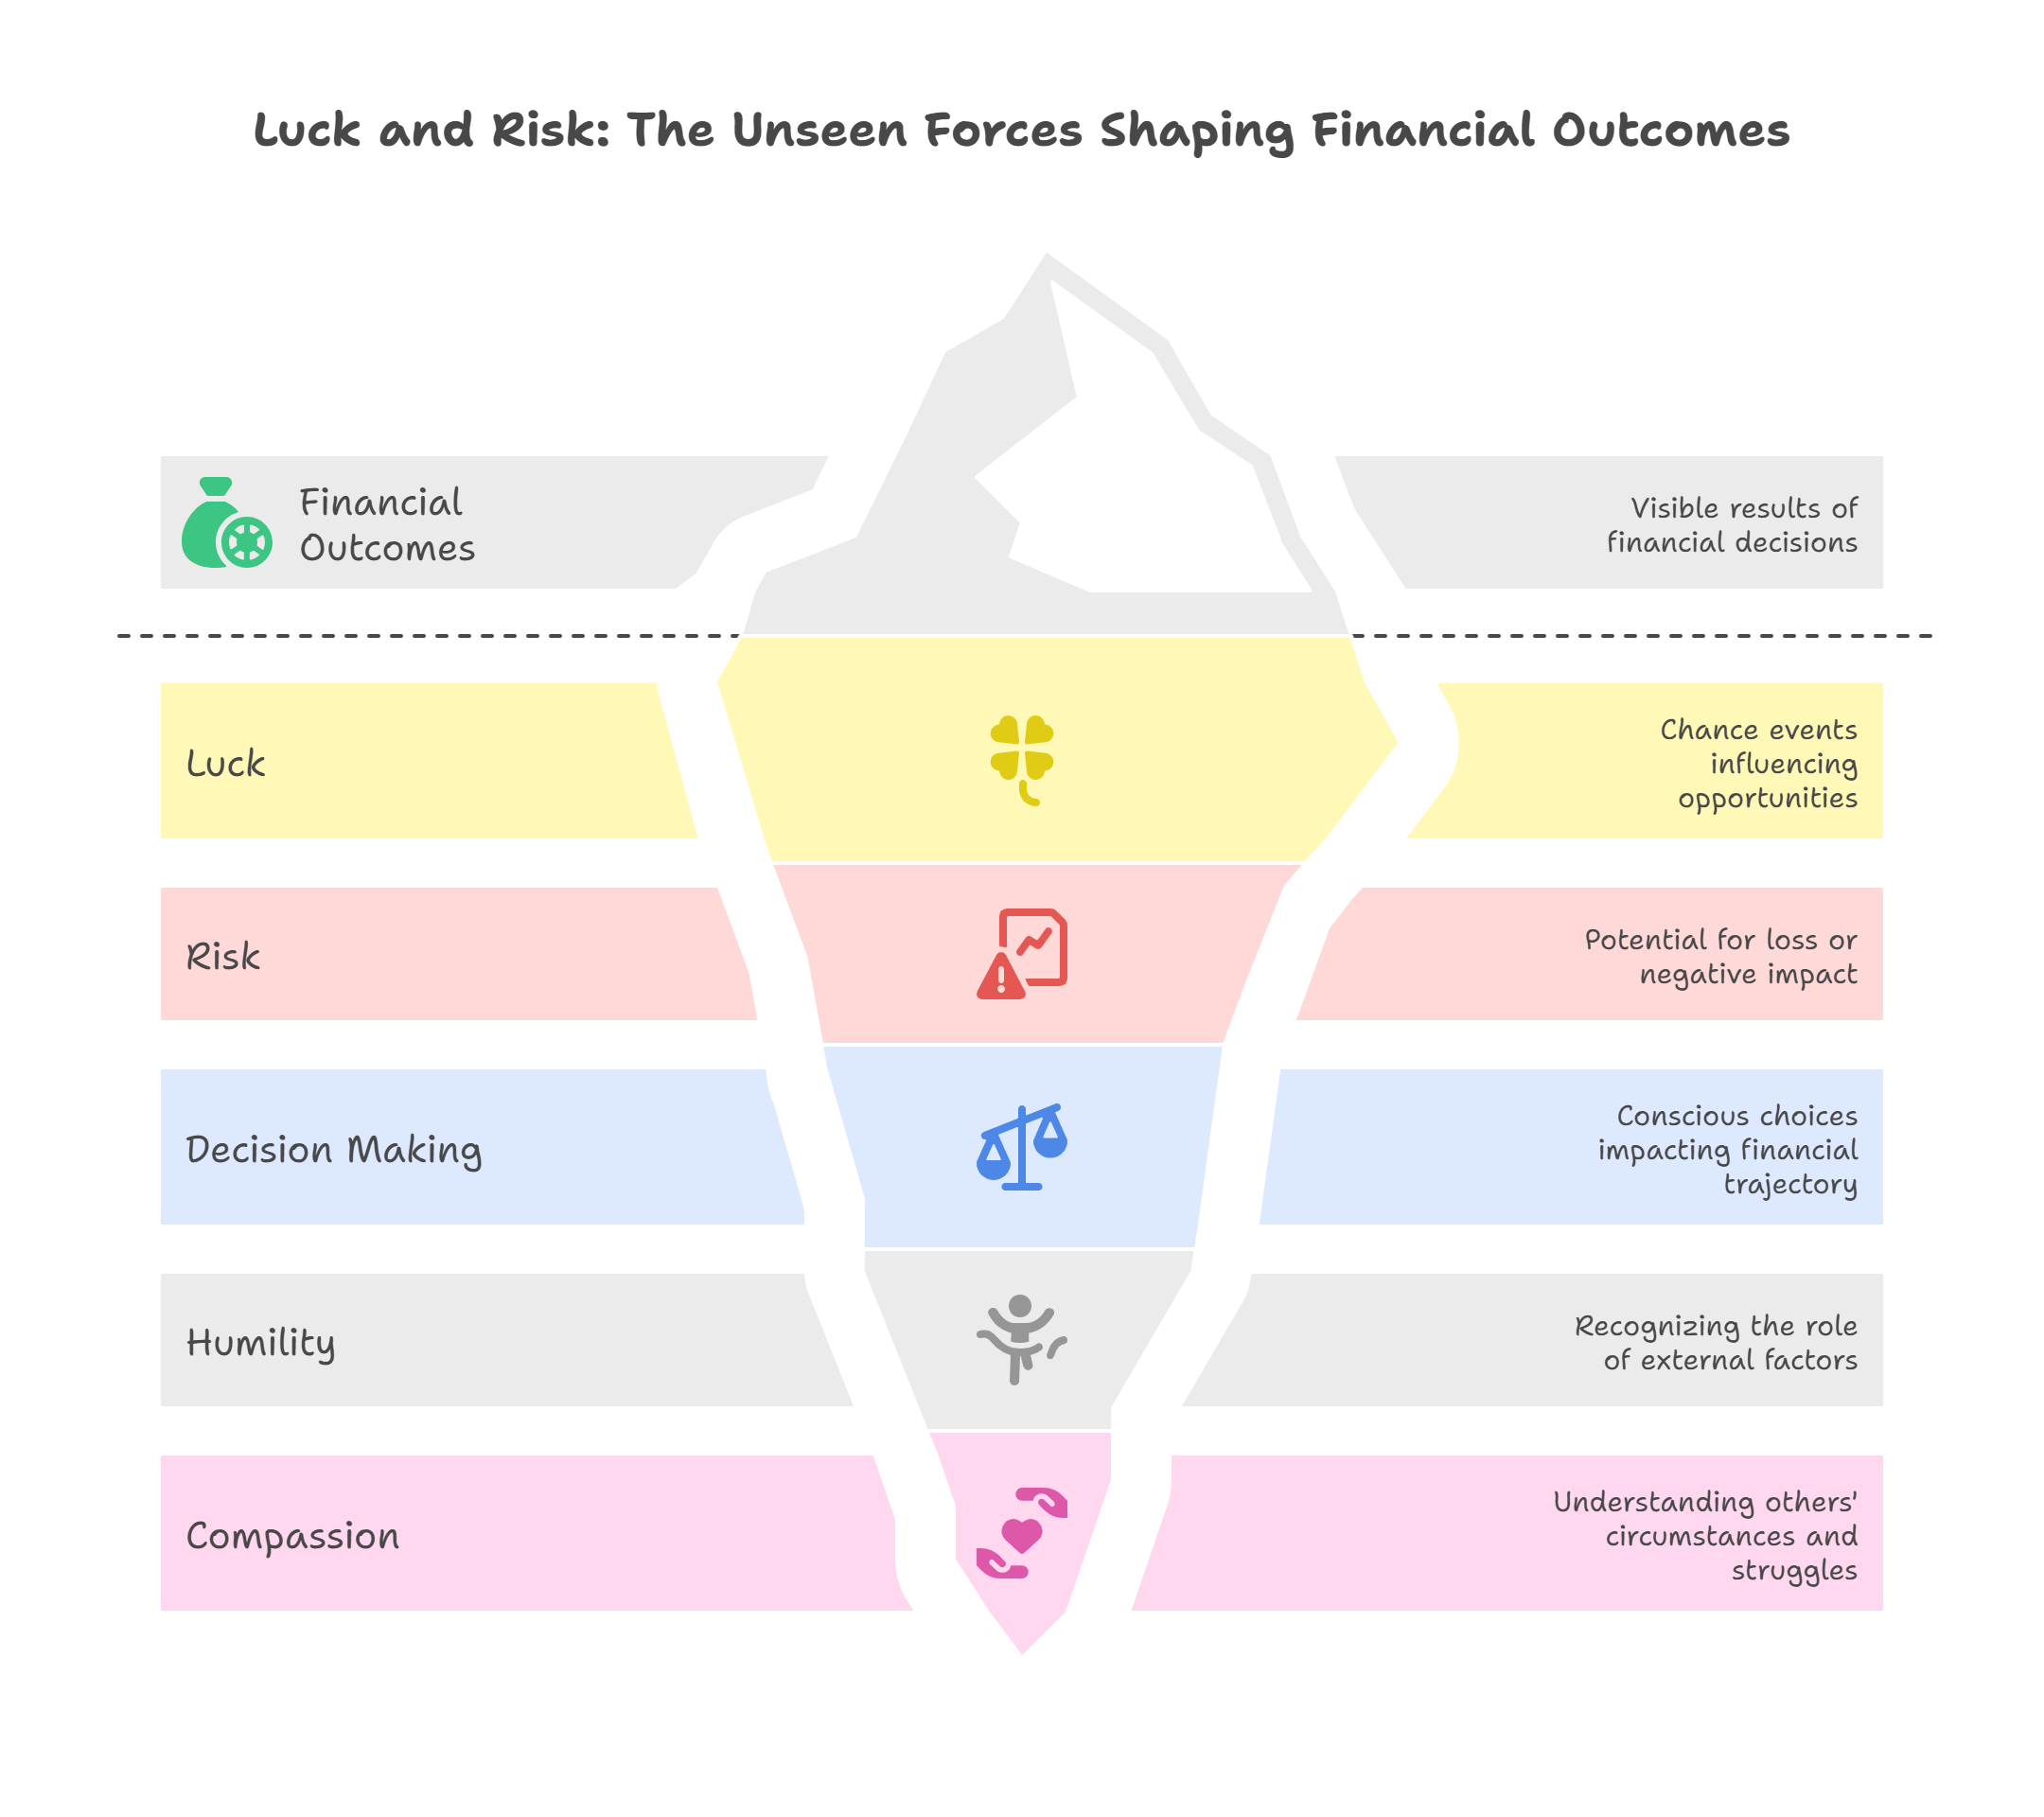 Luck and Risk: The Unseen Forces Shaping Financial Outcomes
Financial
Outcomes
Visible results of
financial decisions
Luck
Chance events
influencing
opportunities
Risk
Potential for loss or
negative impact
Decision Making
Conscious choices
impacting financial
trajectory
Humility
Recognizing the role
of external factors
Compassion
Understanding others'
circumstances and
struggles